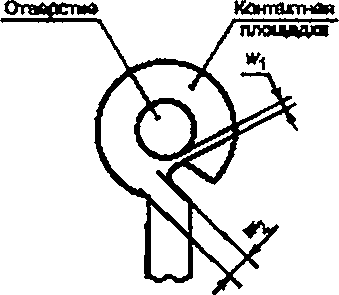 Отверстие
Контактная
площадка
w₁
w₂